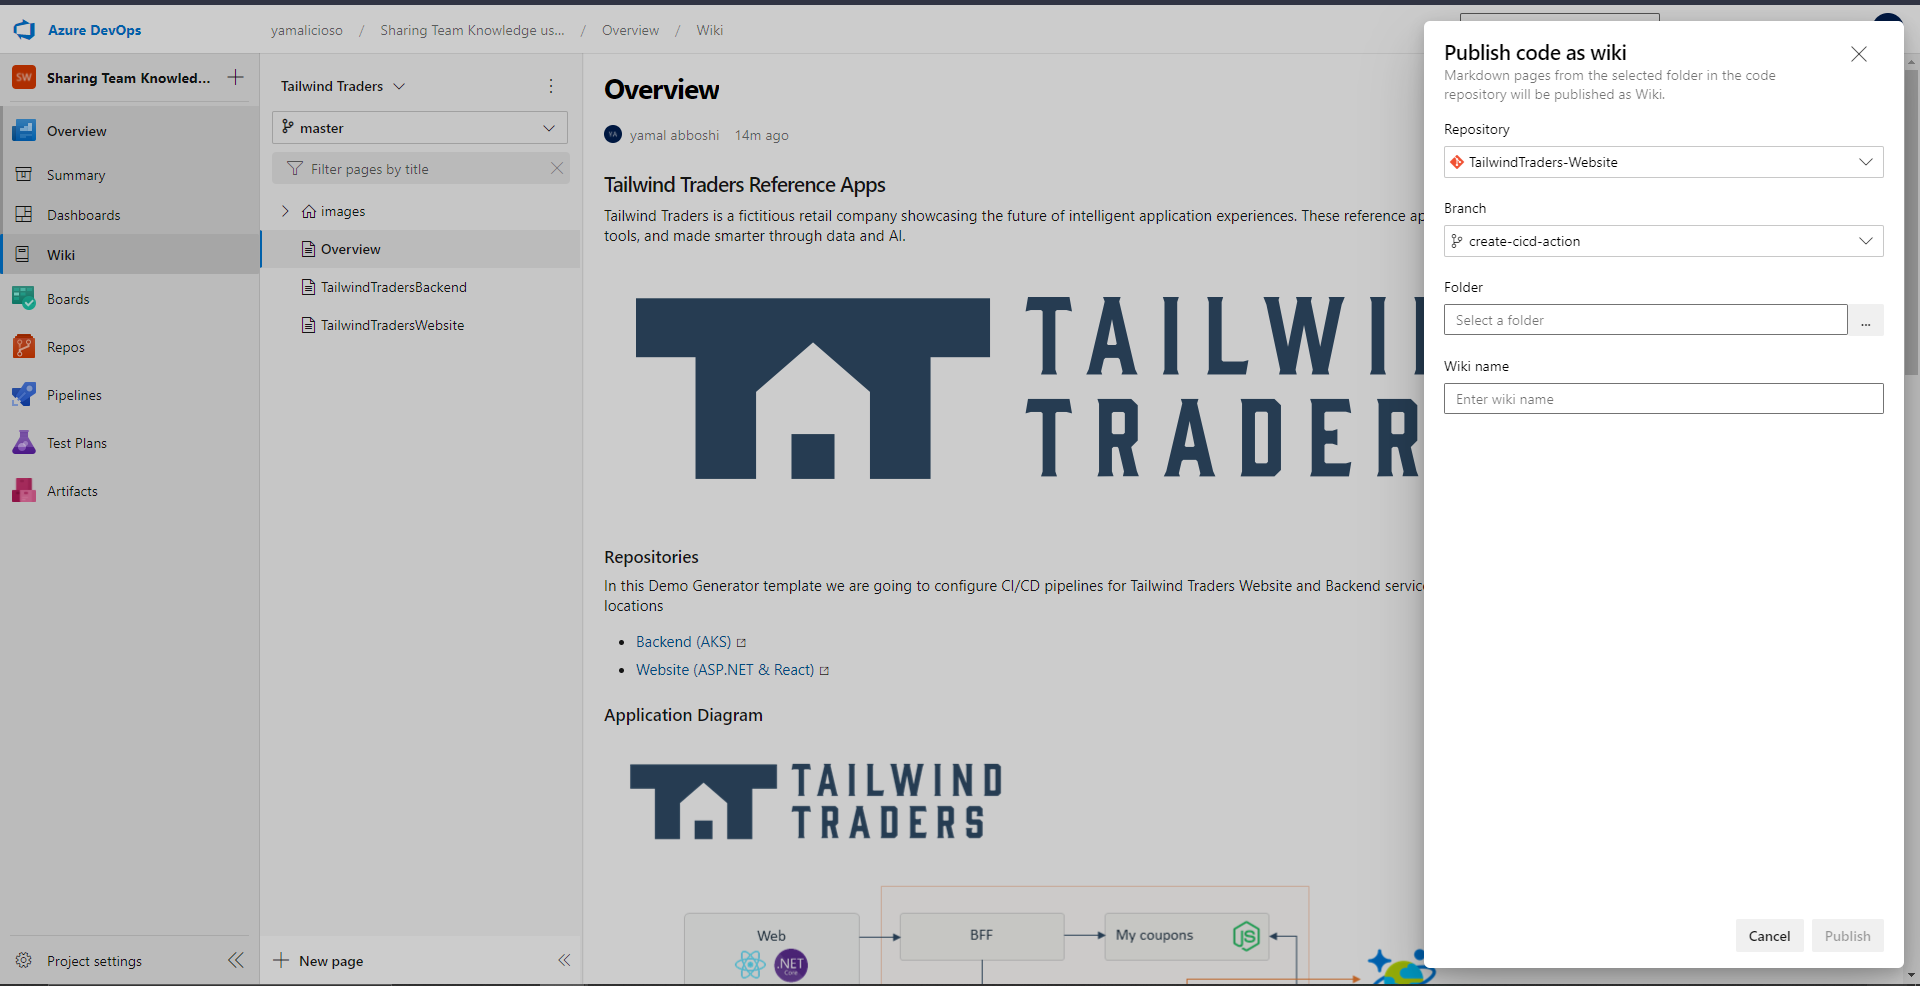 Azure DevOps
yamalicioso / Sharing Team Knowledge us... / Overview / Wiki
SW Sharing Team Knowled...
Overview
Summary
Dashboards
Wiki
Boards
Repos
Pipelines
Test Plans
Artifacts
Project settings
Tailwind Traders
master
Filter pages by title
images
Overview
TailwindTradersBackend
TailwindTradersWebsite
New page
Overview
YA yamal abboshi 14m ago
Tailwind Traders Reference Apps
Tailwind Traders is a fictitious retail company showcasing the future of intelligent application experiences. These reference ap
tools, and made smarter through data and AI.
TAILWIN
TRADER
Repositories
In this Demo Generator template we are going to configure CI/CD pipelines for Tailwind Traders Website and Backend servic
locations
• Backend (AKS)
• Website (ASP.NET & React)
Application Diagram
TAILWIND
TRADERS
Web
.NET
Core
BFF
My coupons
JS
Publish code as wiki
Markdown pages from the selected folder in the code
repository will be published as Wiki.
Repository
TailwindTraders-Website
Branch
create-cicd-action
Folder
Select a folder
...
Wiki name
Enter wiki name
Cancel
Publish